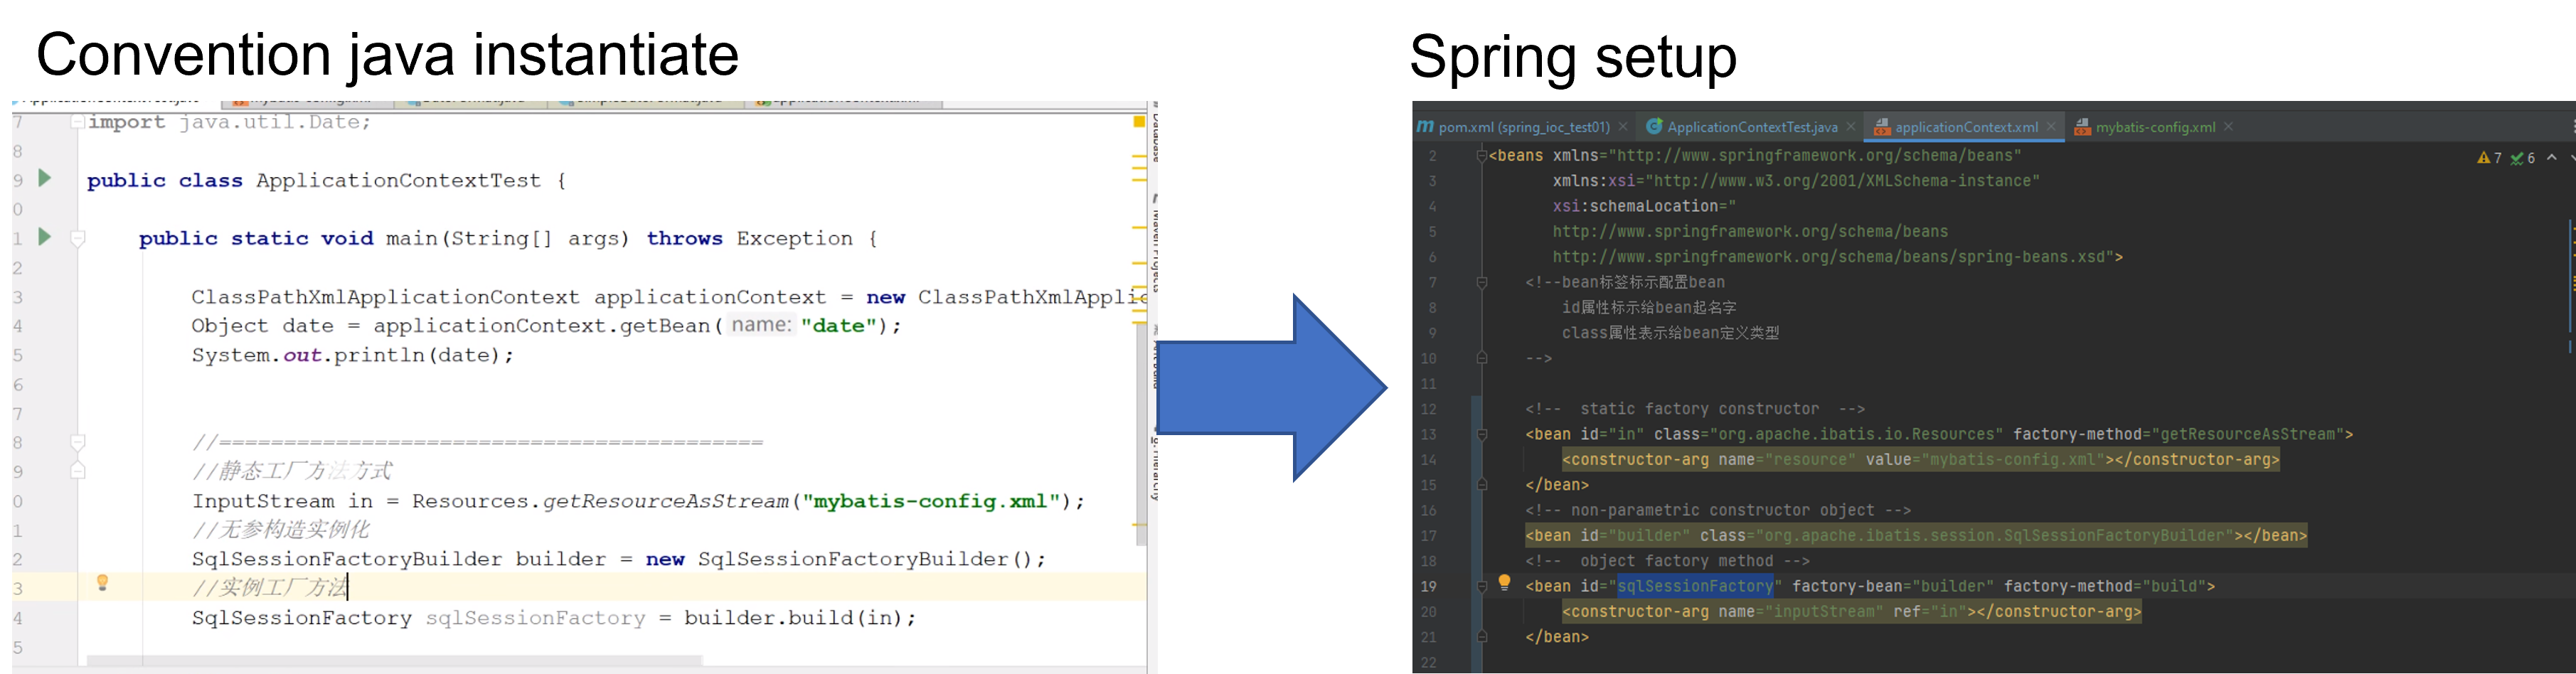 Convention java instantiate
Spring setup
7 import java.util.Date;
8
9 public class ApplicationContextTest {
0
1 public static void main(String[] args) throws Exception {
2
3 ClassPathXmlApplicationContext applicationContext = new ClassPathXmlApplic
4 Object date = applicationContext.getBean( name: "date");
5 System.out.println(date);
6
7
8 //==========================================
9 //静态工厂方法方式
0 InputStream in = Resources.getResourceAsStream("mybatis-config.xml");
1 //无参构造实例化
2 SqlSessionFactoryBuilder builder = new SqlSessionFactoryBuilder();
3 //实例工厂方法
4 SqlSessionFactory sqlSessionFactory = builder.build(in);
5
pom.xml (spring_ioc_test01) ApplicationContextTest.java applicationContext.xml mybatis-config.xml
7 6
2 <beans xmlns="http://www.springframework.org/schema/beans"
3 xmlns:xsi="http://www.w3.org/2001/XMLSchema-instance"
4 xsi:schemaLocation="
5 http://www.springframework.org/schema/beans
6 http://www.springframework.org/schema/beans/spring-beans.xsd">
7 <!--bean标签标示配置bean
8 id属性标示给bean起名字
9 class属性表示给bean定义类型
10 -->
11
12 <!-- static factory constructor -->
13 <bean id="in" class="org.apache.ibatis.io.Resources" factory-method="getResourceAsStream">
14 <constructor-arg name="resource" value="mybatis-config.xml"></constructor-arg>
15 </bean>
16 <!-- non-parametric constructor object -->
17 <bean id="builder" class="org.apache.ibatis.session.SqlSessionFactoryBuilder"></bean>
18 <!-- object factory method -->
19 <bean id="sqlSessionFactory" factory-bean="builder" factory-method="build">
20 <constructor-arg name="inputStream" ref="in"></constructor-arg>
21 </bean>
22